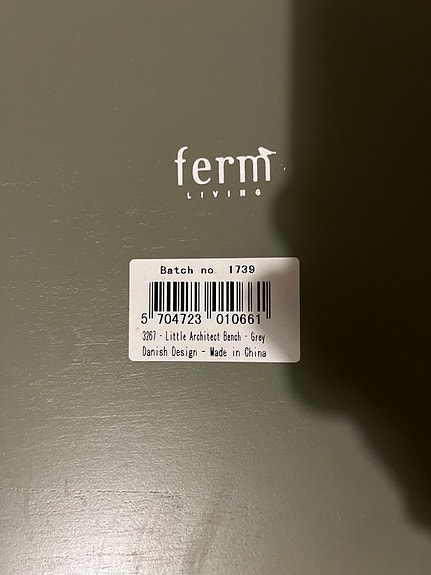 ferm
LIVING
Batch no 1739
5 704723 010661
3267 - Little Architect Bench - Grey
Danish Design - Made in China